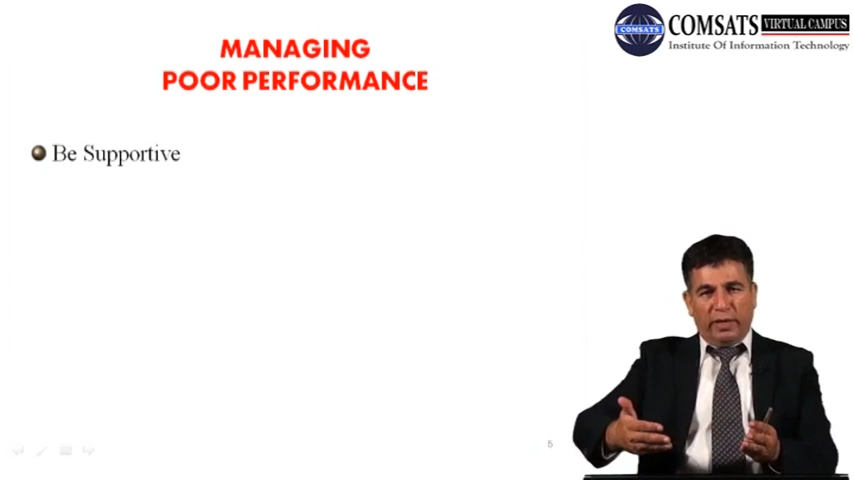 MANAGING
POOR PERFORMANCE
Be Supportive
COMSATS
COMSATS VIRTUAL CAMPUS
Institute Of Information Technology
5